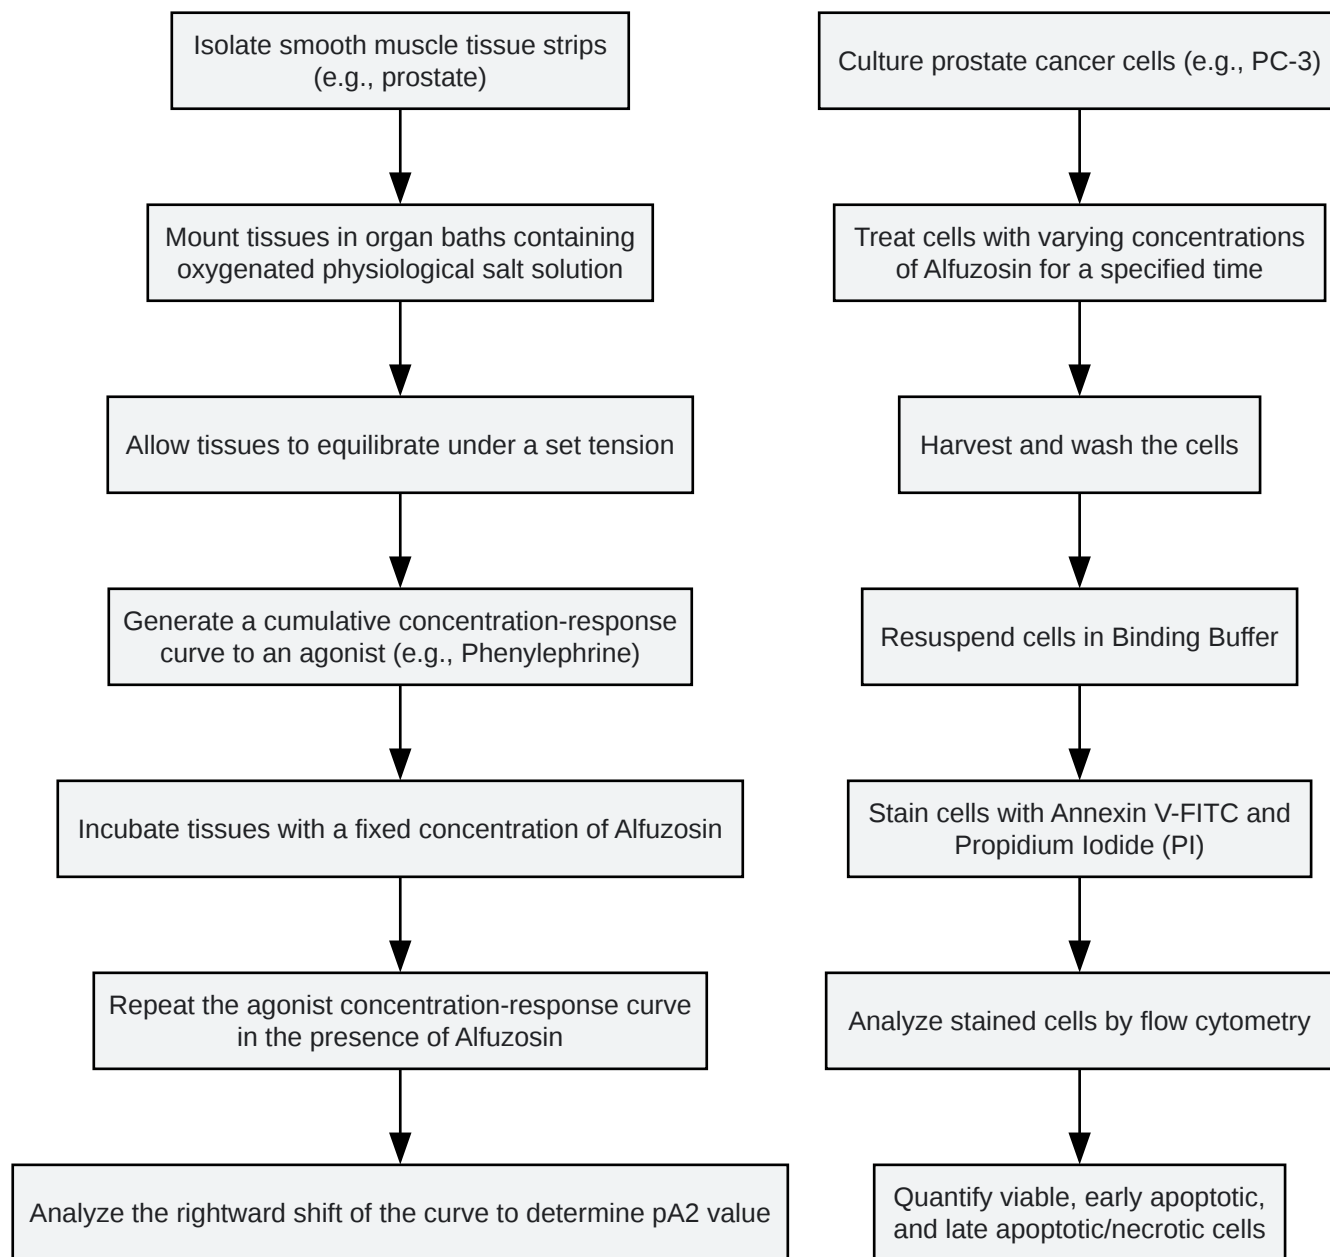 Isolate smooth muscle tissue strips
(e.g., prostate)
Mount tissues in organ baths containing
oxygenated physiological salt solution
Allow tissues to equilibrate under a set tension
Generate a cumulative concentration-response
curve to an agonist (e.g., Phenylephrine)
Incubate tissues with a fixed concentration of Alfuzosin
Repeat the agonist concentration-response curve
in the presence of Alfuzosin
Analyze the rightward shift of the curve to determine pA2 value
Culture prostate cancer cells (e.g., PC-3)
Treat cells with varying concentrations
of Alfuzosin for a specified time
Harvest and wash the cells
Resuspend cells in Binding Buffer
Stain cells with Annexin V-FITC and
Propidium Iodide (PI)
Analyze stained cells by flow cytometry
Quantify viable, early apoptotic,
and late apoptotic/necrotic cells